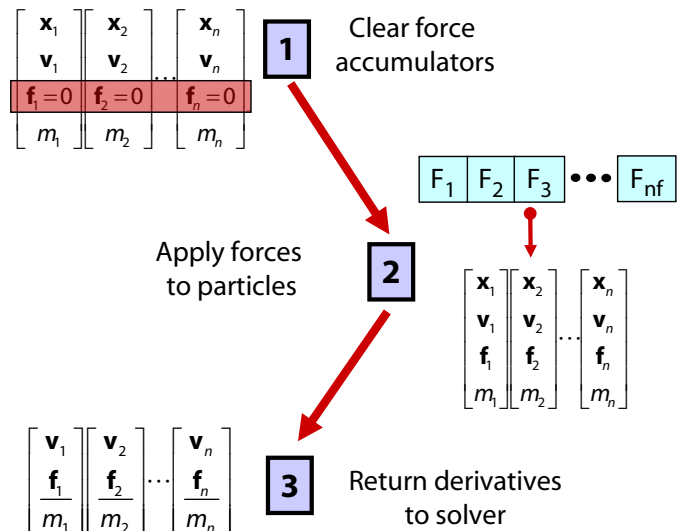 x₁ x₂ xₙ
v₁ v₂ ··· vₙ
f₁=0 f₂=0 fₙ=0
m₁ m₂ mₙ
1
Clear force
accumulators
F₁ F₂ F₃ ••• F_nf
Apply forces
to particles
2
x₁ x₂ xₙ
v₁ v₂ vₙ
f₁ f₂ ··· fₙ
m₁ m₂ mₙ
v₁ v₂ vₙ
f₁ f₂ ··· fₙ
m₁ m₂ mₙ
3
Return derivatives
to solver